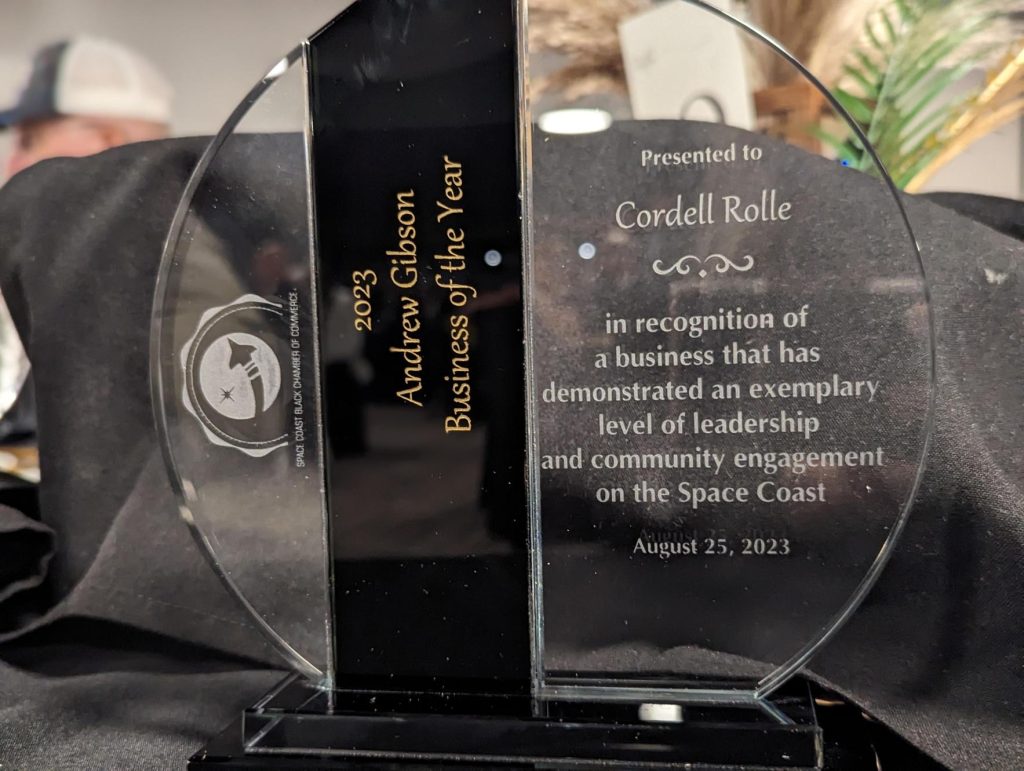 SPACE COAST BLACK CHAMBER OF COMMERCE
2023
Andrew Gibson
Business of the Year
Presented to
Cordell Rolle
in recognition of
a business that has
demonstrated an exemplary
level of leadership
and community engagement
on the Space Coast
August 25, 2023